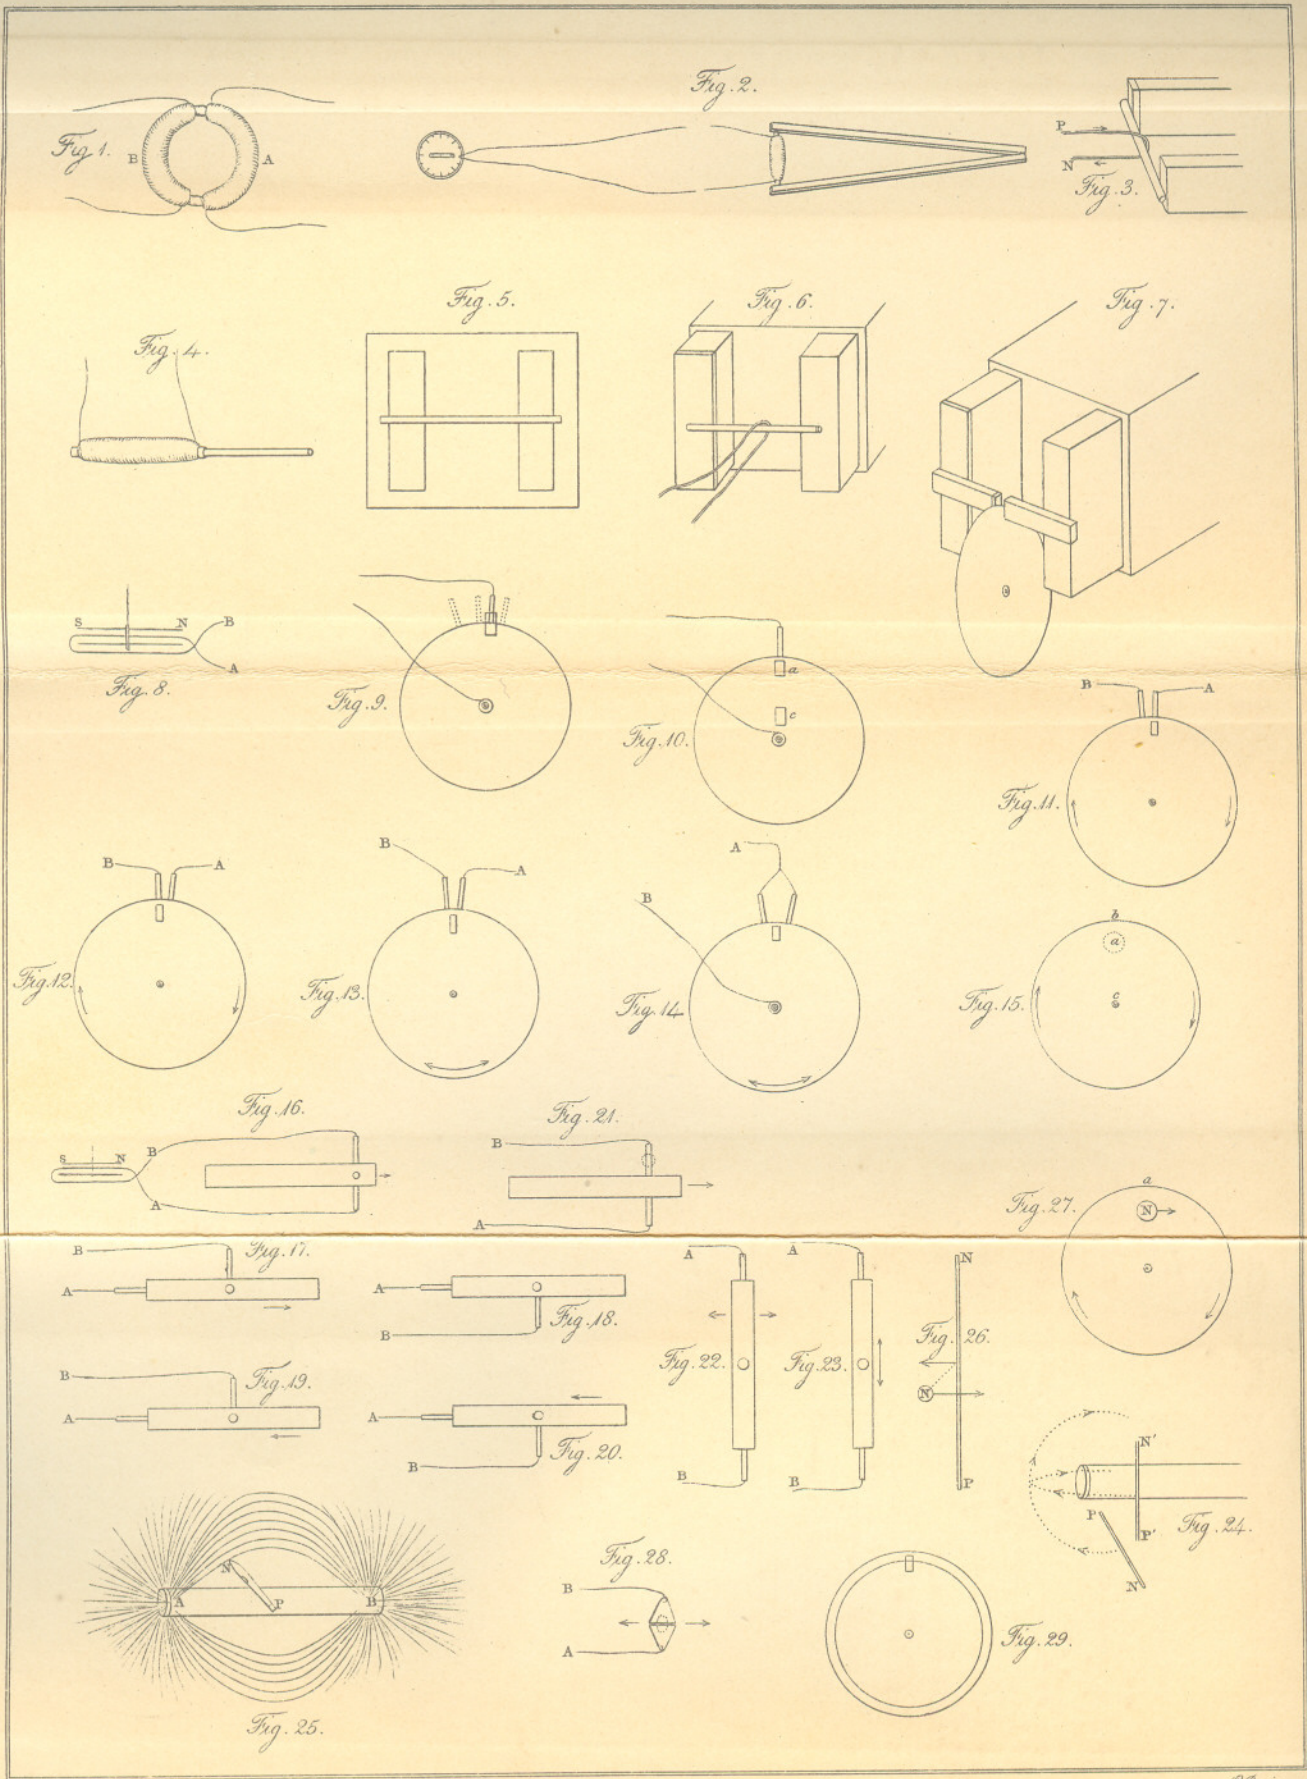 Fig. 2.
Fig 1.
B
A
P
N
Fig. 3.
Fig. 4.
Fig. 5.
Fig. 6.
Fig. 7.
S
N
B
A
Fig. 8.
Fig. 9.
a
c
Fig. 10.
B
A
Fig. 11.
B
A
Fig. 12.
B
A
Fig. 13.
A
B
Fig. 14
b
a
c
Fig. 15.
Fig. 16.
S
N
B
A
Fig. 21.
B
A
a
N
Fig. 27.
B
Fig. 17.
A
A
B
Fig. 18.
B
Fig. 19.
A
A
B
Fig. 20.
A
Fig. 22.
B
A
Fig. 23.
B
N
Fig. 26.
N
P
N'
P
P'
N
Fig. 24.
N
A
P
B
Fig. 25.
Fig. 28.
B
A
Fig. 29.